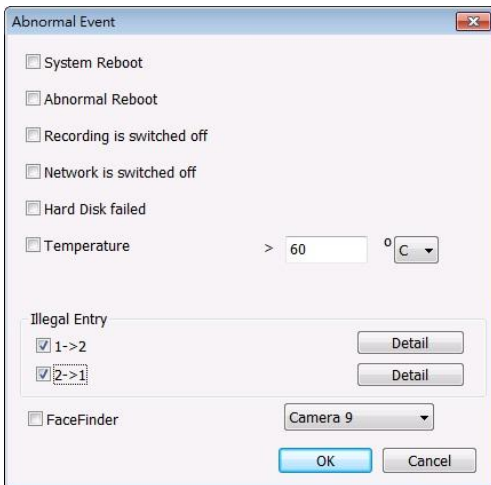 Abnormal Event
System Reboot
Abnormal Reboot
Recording is switched off
Network is switched off
Hard Disk failed
Temperature > 60 o C
Illegal Entry
1->2 Detail
2->1 Detail
FaceFinder Camera 9
OK Cancel